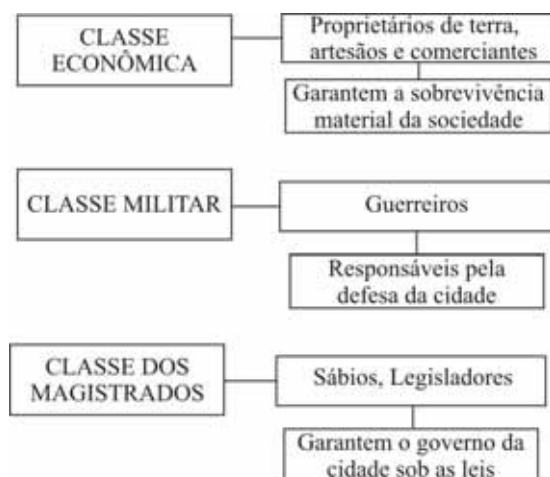 CLASSE
ECONÔMICA
Proprietários de terra,
artesãos e comerciantes
Garantem a sobrevivência
material da sociedade
CLASSE MILITAR
Guerreiros
Responsáveis pela
defesa da cidade
CLASSE DOS
MAGISTRADOS
Sábios, Legisladores
Garantem o governo da
cidade sob as leis